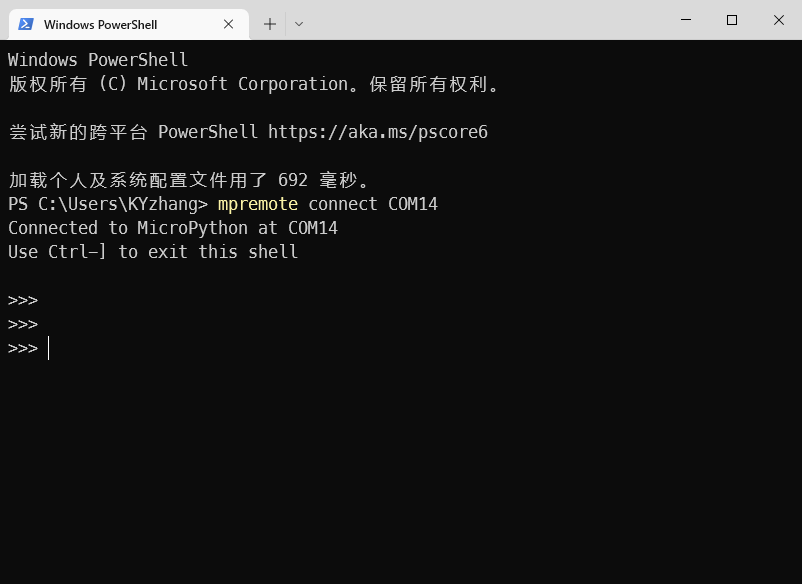 Windows PowerShell
Windows PowerShell
版权所有 (C) Microsoft Corporation。保留所有权利。
尝试新的跨平台 PowerShell https://aka.ms/pscore6
加载个人及系统配置文件用了 692 毫秒。
PS C:\Users\KYzhang> mpremote connect COM14
Connected to MicroPython at COM14
Use Ctrl-] to exit this shell
>>>
>>>
>>>